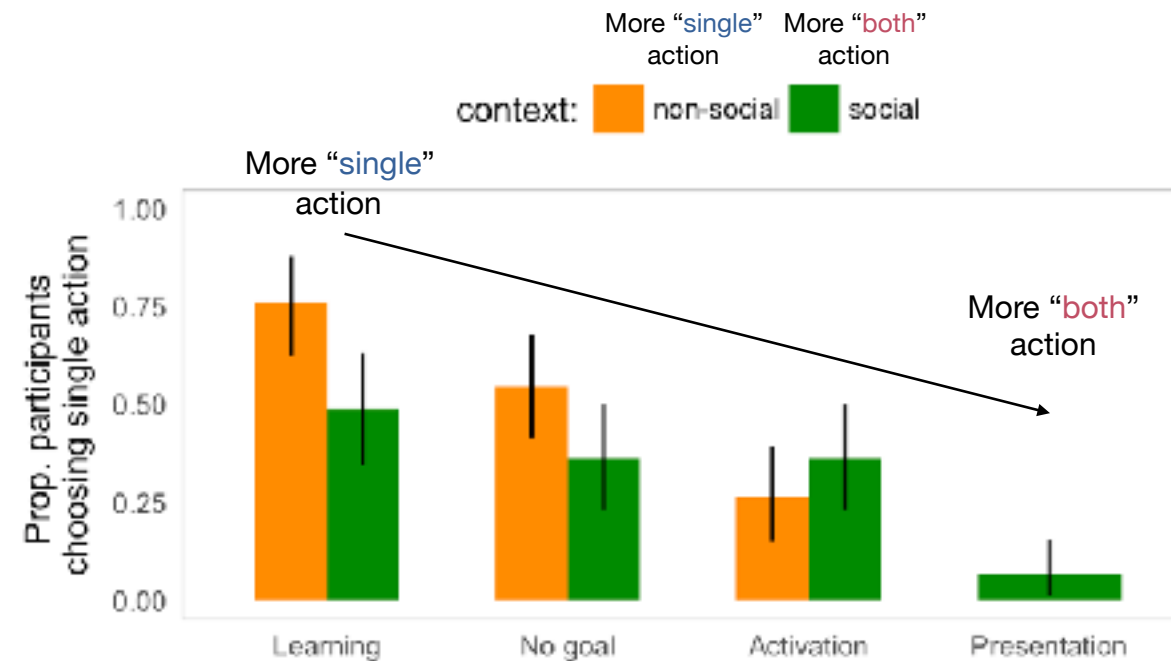 More “single” More “both”
action action
context: non-social social
More “single”
action
1.00
0.75
0.50
0.25
0.00
Prop. participants
choosing single action
More “both”
action
Learning No goal Activation Presentation